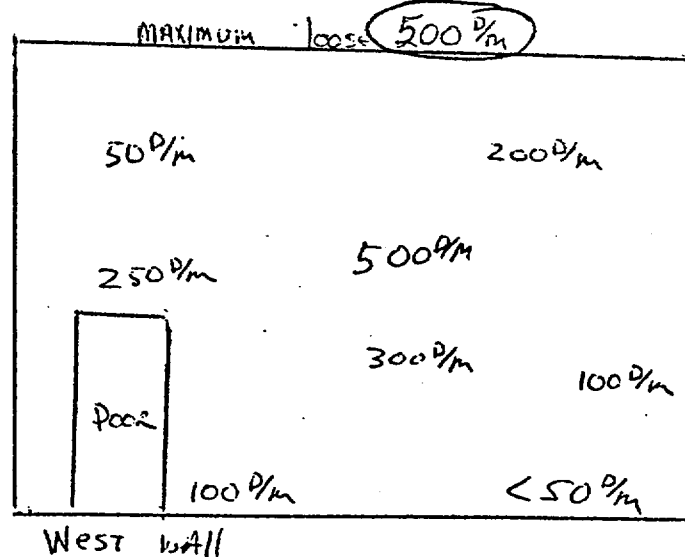 MAXIMUM loose 500 D/m
50 D/m 200 D/m
500 D/M
250 D/m
300 D/m
100 D/m
Door
100 D/m <50 D/m
West wAll